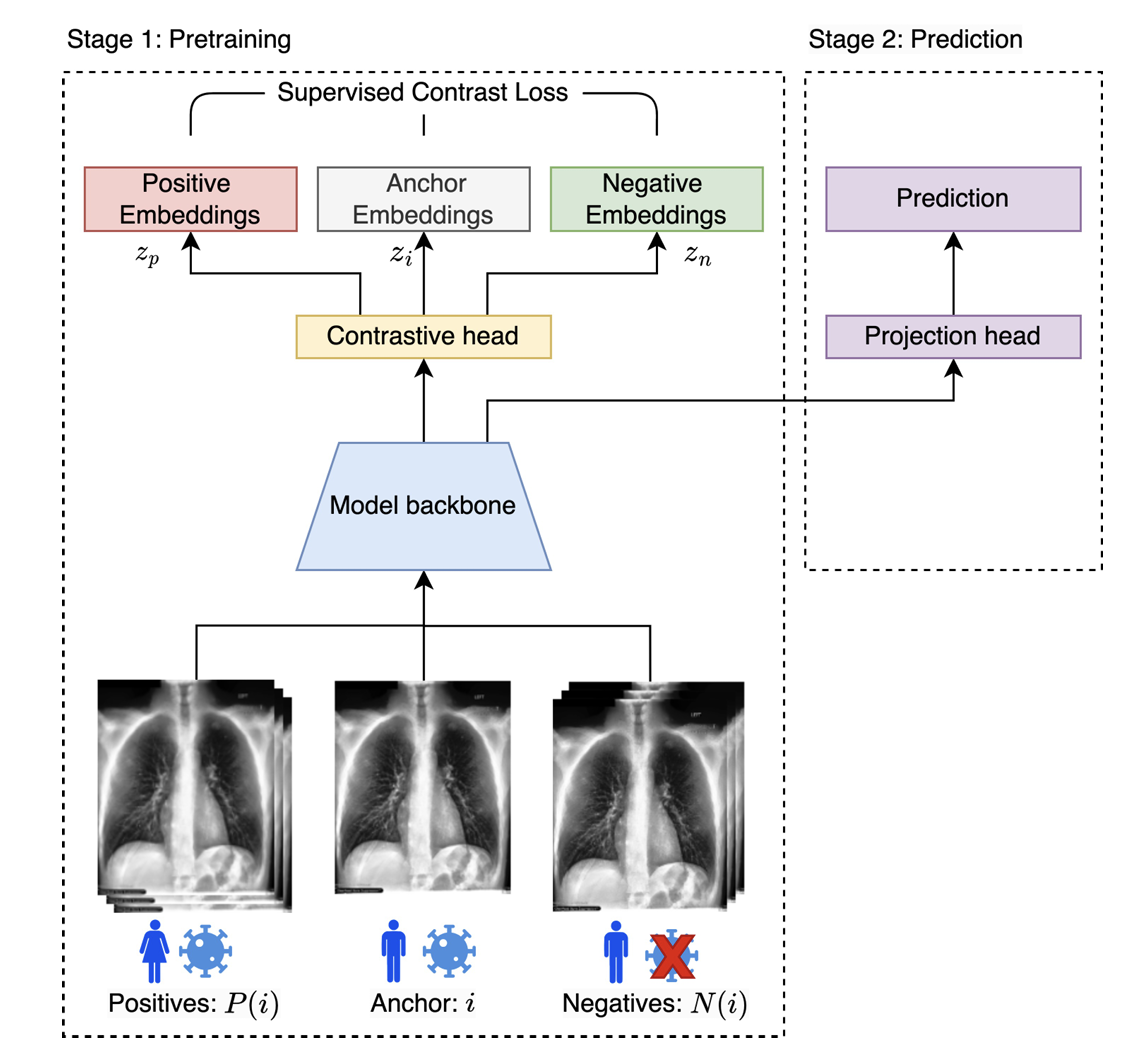 Stage 1: Pretraining
Stage 2: Prediction
Supervised Contrast Loss
Positive
Embeddings
Anchor
Embeddings
Negative
Embeddings
Prediction
z_p
z_i
z_n
Contrastive head
Projection head
Model backbone
Positives: P(i)
Anchor: i
Negatives: N(i)